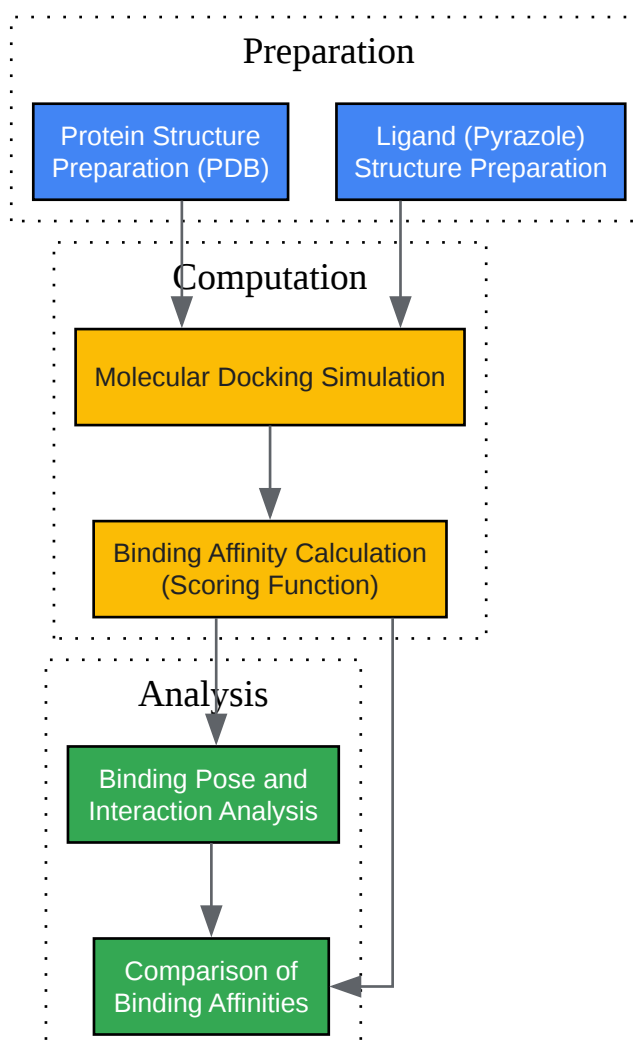 Preparation
Protein Structure
Preparation (PDB)
Ligand (Pyrazole)
Structure Preparation
Computation
Molecular Docking Simulation
Binding Affinity Calculation
(Scoring Function)
Analysis
Binding Pose and
Interaction Analysis
Comparison of
Binding Affinities